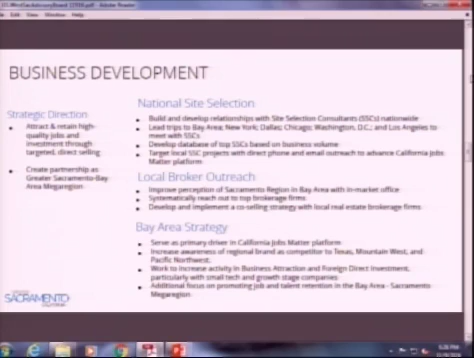 Adobe Reader
Edit View Window Help
BUSINESS DEVELOPMENT
Strategic Direction
• Attract & retain high-
quality jobs and
investment through
targeted, direct selling
• Create partnership as
Greater Sacramento-Bay
Area Megaregion
National Site Selection
• Build and develop relationships with Site Selection Consultants (SSCs) nationwide
• Lead trips to Bay Area; New York; Dallas; Chicago; Washington, D.C.; and Los Angeles to
meet with SSCs
• Develop database of top SSCs based on business volume
• Target local SSC projects with direct phone and email outreach to advance California Jobs
Matter platform
Local Broker Outreach
• Improve perception of Sacramento Region in Bay Area with in-market office
• Systematically reach out to top brokerage firms
• Develop and implement a co-selling strategy with local real estate brokerage firms
Bay Area Strategy
• Serve as primary driver in California Jobs Matter platform
• Increase awareness of regional brand as competitor to Texas, Mountain West, and
Pacific Northwest.
• Work to increase activity in Business Attraction and Foreign Direct Investment,
particularly with small tech and growth stage companies
• Additional focus on promoting job and talent retention in the Bay Area - Sacramento
Megaregion
SACRAMENTO